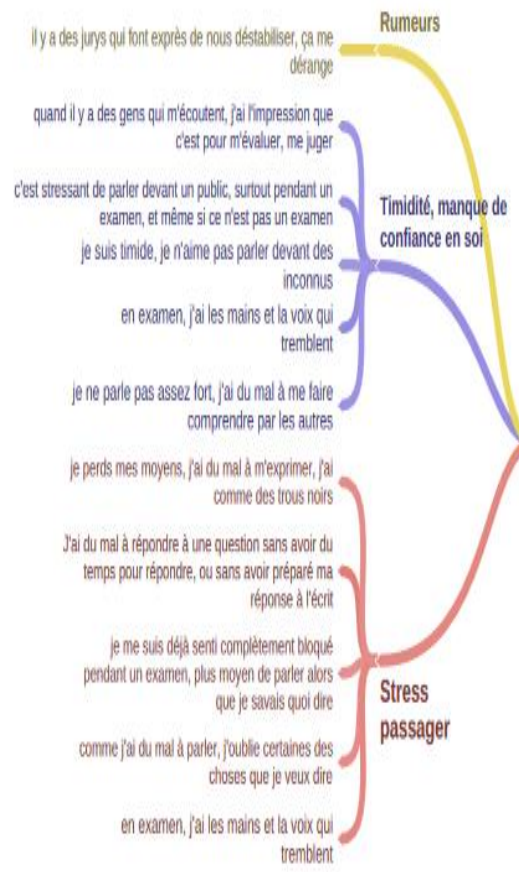 Rumeurs
il y a des jurys qui font exprès de nous déstabiliser, ça me
dérange
Timidité, manque de
confiance en soi
quand il y a des gens qui m'écoutent, j'ai l'impression que
c'est pour m'évaluer, me juger
c'est stressant de parler devant un public, surtout pendant un
examen, et même si ce n'est pas un examen
je suis timide, je n'aime pas parler devant des
inconnus
en examen, j'ai les mains et la voix qui
tremblent
je ne parle pas assez fort, j'ai du mal à me faire
comprendre par les autres
Stress
passager
je perds mes moyens, j'ai du mal à m'exprimer, j'ai
comme des trous noirs
J'ai du mal à répondre à une question sans avoir du
temps pour répondre, ou sans avoir préparé ma
réponse à l'écrit
je me suis déjà senti complètement bloqué
pendant un examen, plus moyen de parler alors
que je savais quoi dire
comme j'ai du mal à parler, j'oublie certaines des
choses que je veux dire
en examen, j'ai les mains et la voix qui
tremblent